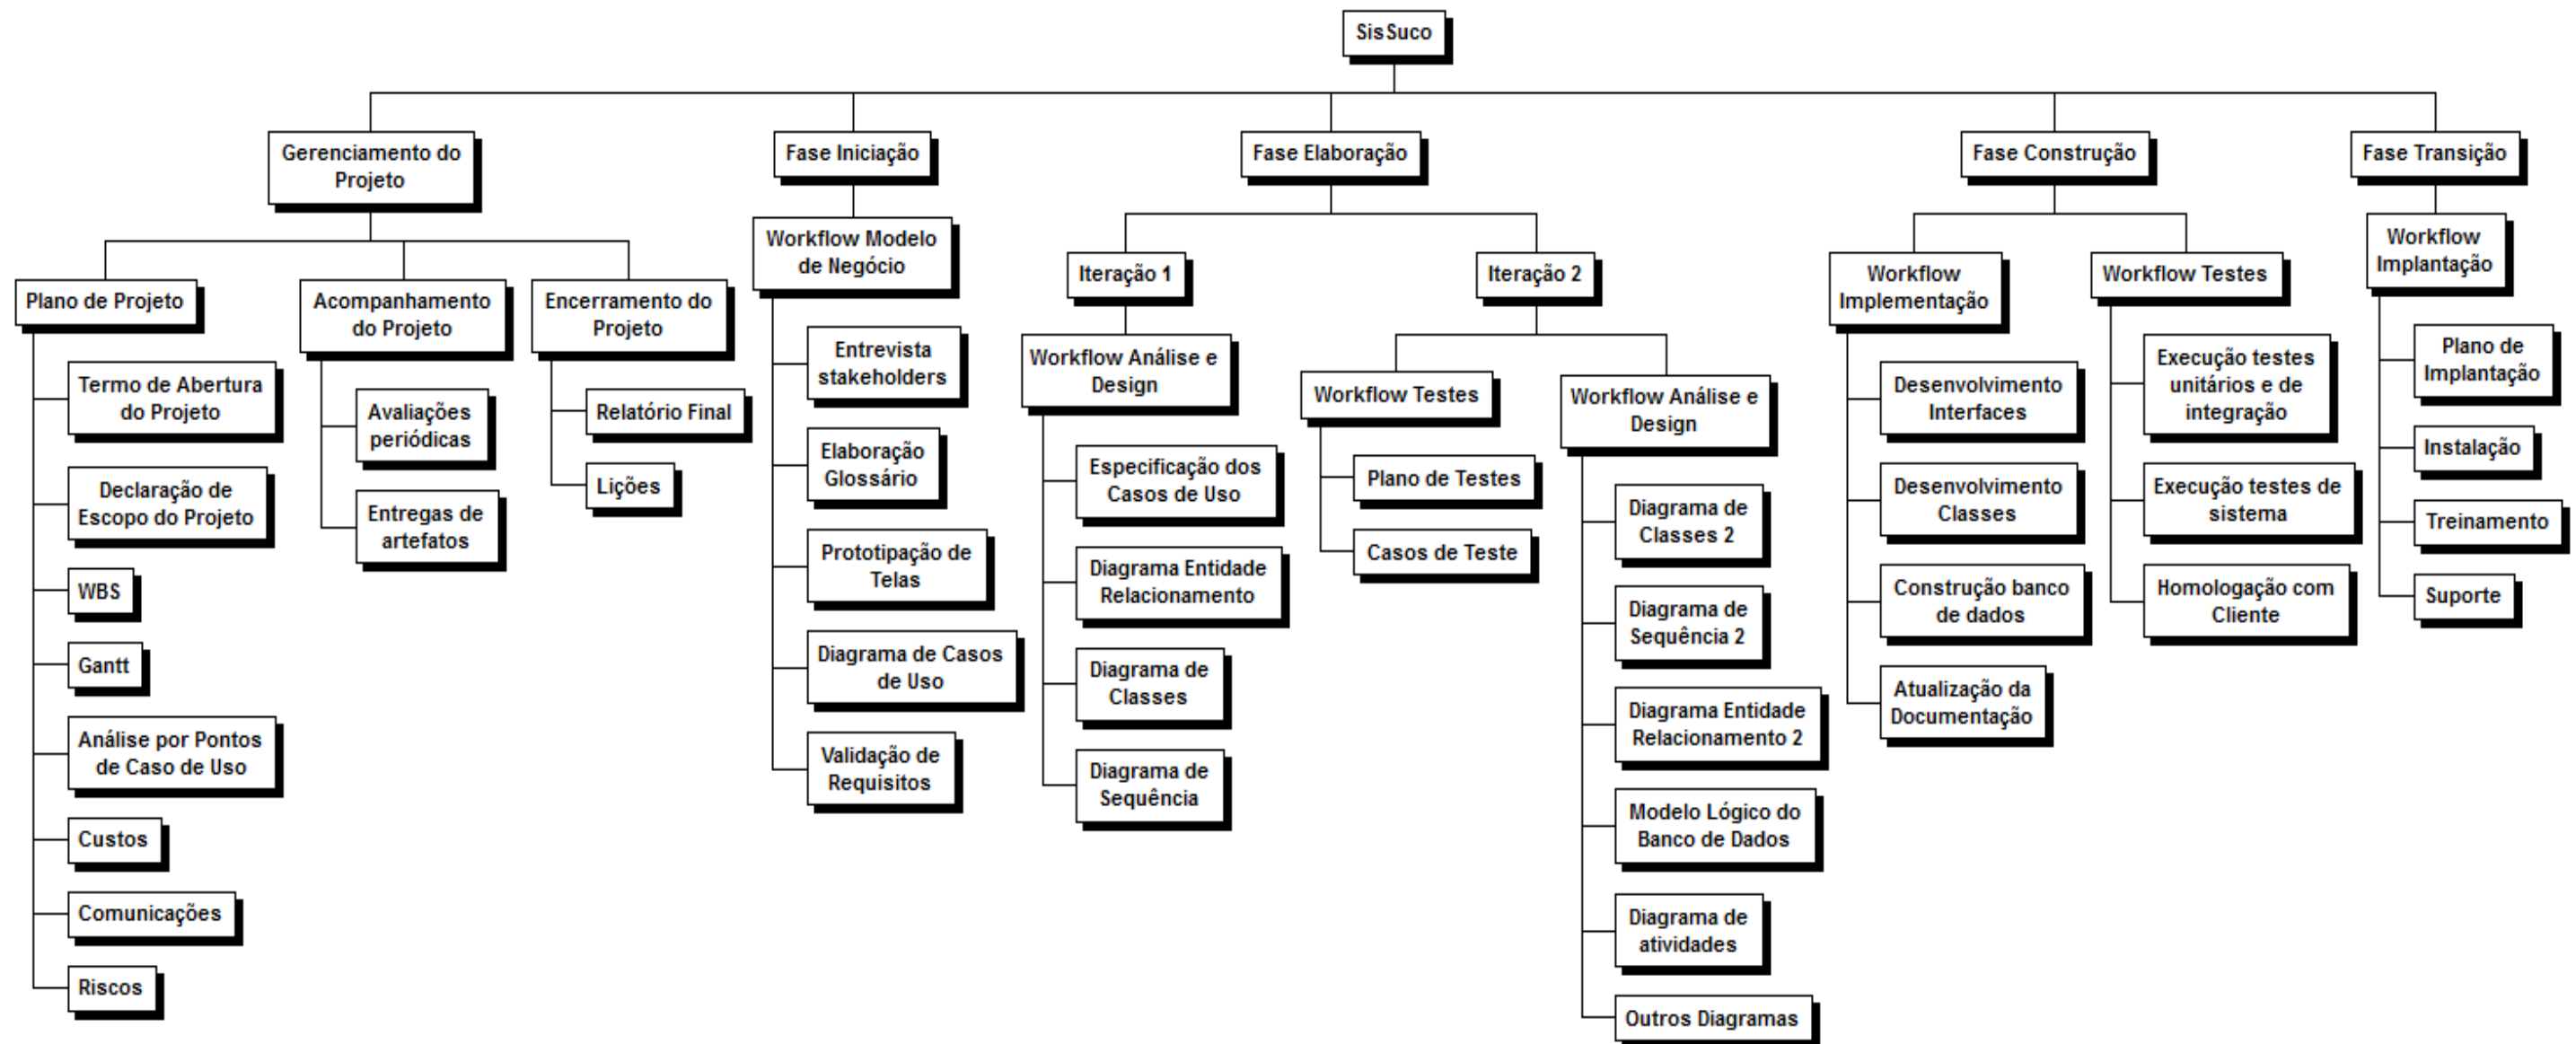 SisSuco
Gerenciamento do
Projeto
Fase Iniciação
Fase Elaboração
Fase Construção
Fase Transição
Plano de Projeto
Termo de Abertura
do Projeto
Declaração de
Escopo do Projeto
WBS
Gantt
Análise por Pontos
de Caso de Uso
Custos
Comunicações
Riscos
Acompanhamento
do Projeto
Avaliações
periódicas
Entregas de
artefatos
Encerramento do
Projeto
Relatório Final
Lições
Workflow Modelo
de Negócio
Entrevista
stakeholders
Elaboração
Glossário
Prototipação de
Telas
Diagrama de Casos
de Uso
Validação de
Requisitos
Iteração 1
Workflow Análise e
Design
Especificação dos
Casos de Uso
Diagrama Entidade
Relacionamento
Diagrama de
Classes
Diagrama de
Sequência
Iteração 2
Workflow Testes
Plano de Testes
Casos de Teste
Workflow Análise e
Design
Diagrama de
Classes 2
Diagrama de
Sequência 2
Diagrama Entidade
Relacionamento 2
Modelo Lógico do
Banco de Dados
Diagrama de
atividades
Outros Diagramas
Workflow
Implementação
Desenvolvimento
Interfaces
Desenvolvimento
Classes
Construção banco
de dados
Atualização da
Documentação
Workflow Testes
Execução testes
unitários e de
integração
Execução testes de
sistema
Homologação com
Cliente
Workflow
Implantação
Plano de
Implantação
Instalação
Treinamento
Suporte